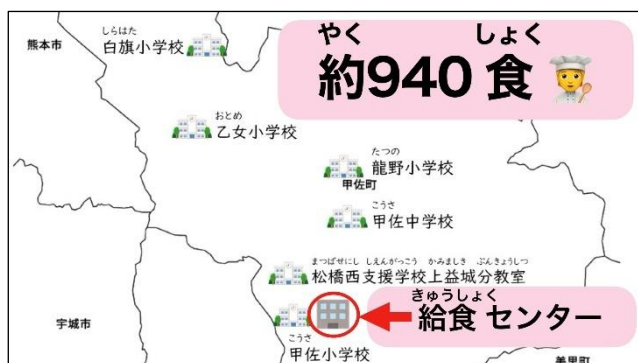 やく しょく
約940 食
熊本市
しらはた
白旗小学校
おとめ
乙女小学校
たつの
龍野小学校
甲佐町
こうさ
甲佐中学校
まつばせにし しえんがっこう かみましき ぶんきょうしつ
松橋西支援学校上益城分教室
きゅうしょく
給食 センター
宇城市
こうさ
甲佐小学校
美里町